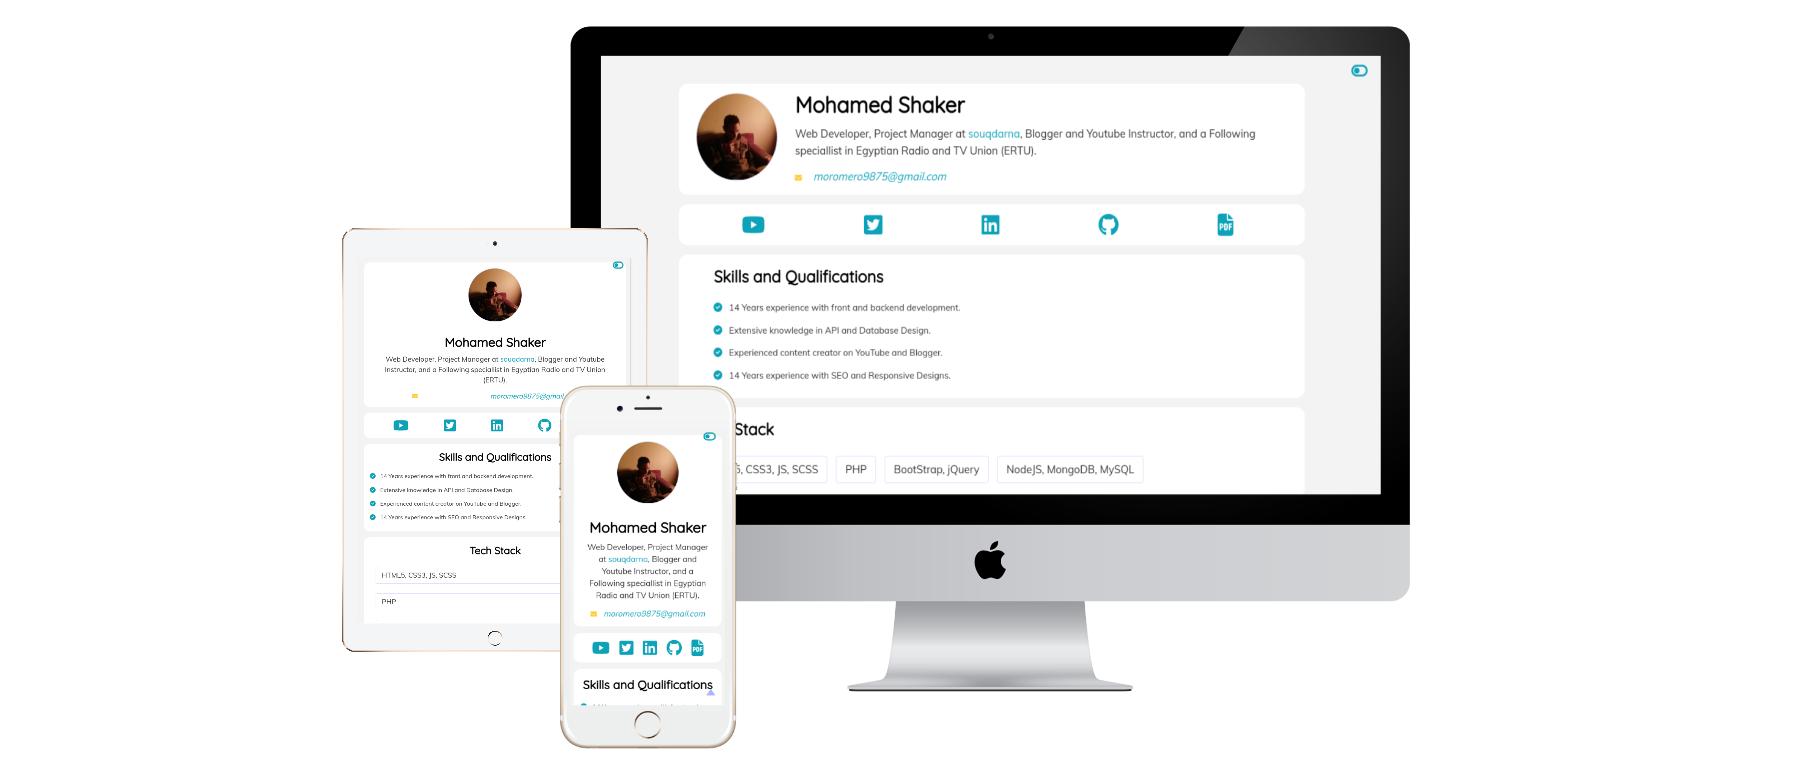 Mohamed Shaker
Web Developer, Project Manager at souqdarna, Blogger and Youtube Instructor, and a Following
speciallist in Egyptian Radio and TV Union (ERTU).
moromero9875@gmail.com
PDF
Skills and Qualifications
14 Years experience with front and backend development.
Extensive knowledge in API and Database Design.
Experienced content creator on YouTube and Blogger.
14 Years experience with SEO and Responsive Designs.
Stack
, CSS3, JS, SCSS
PHP
BootStrap, jQuery
NodeJS, MongoDB, MySQL
Mohamed Shaker
Web Developer, Project Manager at souqdarna, Blogger and Youtube
Instructor, and a Following speciallist in Egyptian Radio and TV Union
(ERTU).
moromero9875@gmail.
Skills and Qualifications
14 Years experience with front and backend development.
Extensive knowledge in API and Database Design.
Experienced content creator on YouTube and Blogger.
14 Years experience with SEO and Responsive Designs.
Tech Stack
HTML5, CSS3, JS, SCSS
PHP
Mohamed Shaker
Web Developer, Project Manager
at souqdarna, Blogger and
Youtube Instructor, and a
Following speciallist in Egyptian
Radio and TV Union (ERTU).
moromero9875@gmail.com
PDF
Skills and Qualifications